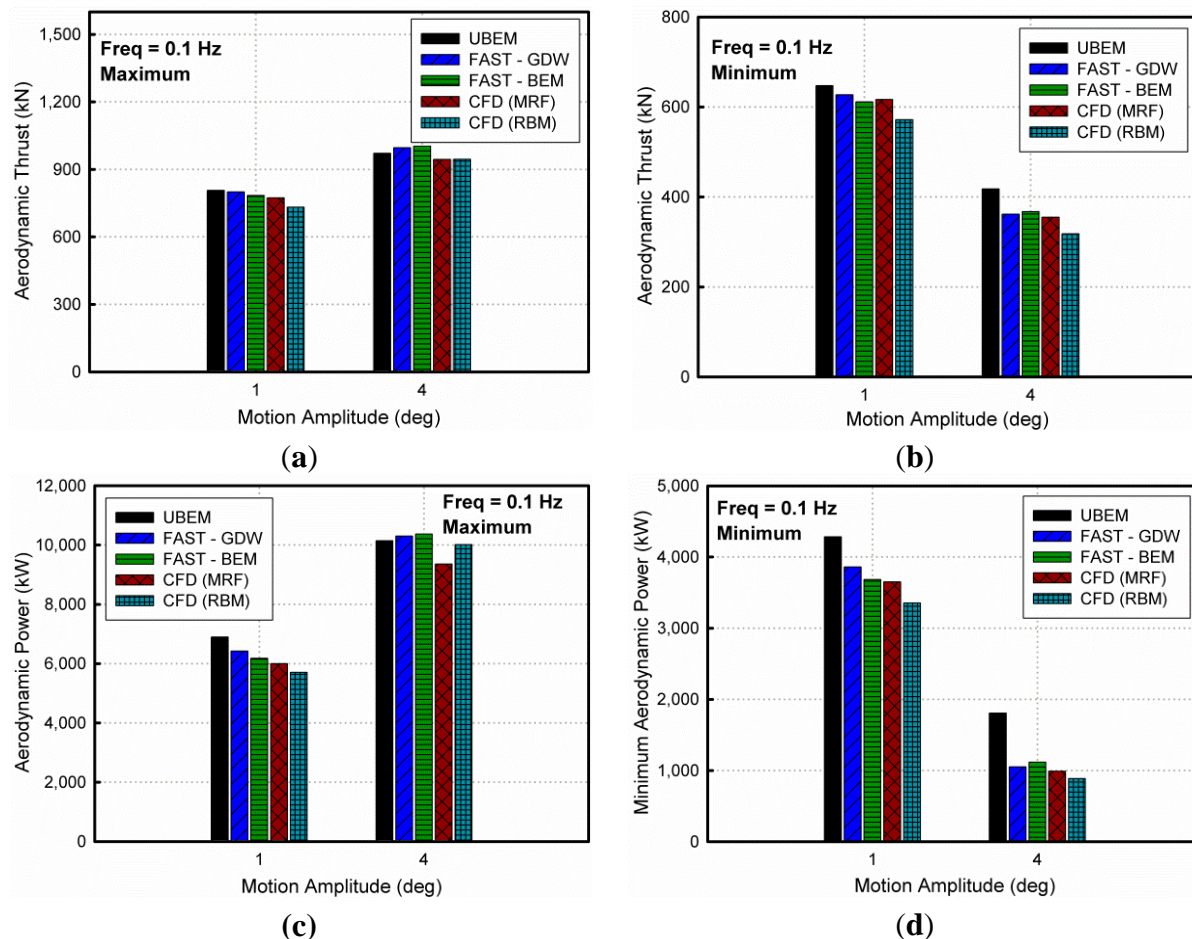 1,500
1,200
900
600
300
0
Aerodynamic Thrust (kN)
Freq = 0.1 Hz
Maximum
UBEM
FAST - GDW
FAST - BEM
CFD (MRF)
CFD (RBM)
1
4
Motion Amplitude (deg)
(a)
800
600
400
200
0
Aerodynamic Thrust (kN)
Freq = 0.1 Hz
Minimum
UBEM
FAST - GDW
FAST - BEM
CFD (MRF)
CFD (RBM)
1
4
Motion Amplitude (deg)
(b)
12,000
10,000
8,000
6,000
4,000
2,000
0
Aerodynamic Power (kW)
UBEM
FAST - GDW
FAST - BEM
CFD (MRF)
CFD (RBM)
Freq = 0.1 Hz
Maximum
1
4
Motion Amplitude (deg)
(c)
5,000
4,000
3,000
2,000
1,000
0
Minimum Aerodynamic Power (kW)
Freq = 0.1 Hz
Minimum
UBEM
FAST - GDW
FAST - BEM
CFD (MRF)
CFD (RBM)
1
4
Motion Amplitude (deg)
(d)